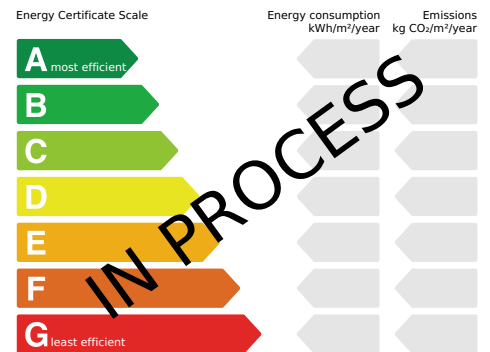 Energy Certificate Scale
Energy consumption
kWh/m²/year
Emissions
kg CO₂/m²/year
A most efficient
B
C
D
E
F
G least efficient
IN PROCESS